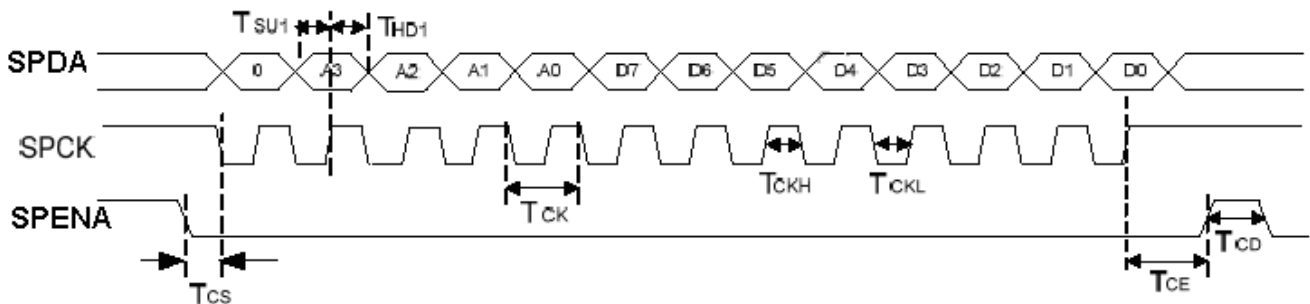 TSU1 THD1
SPDA 0 A3 A2 A1 A0 D7 D6 D5 D4 D3 D2 D1 D0
SPCK
TCKH TCKL
TCK
SPENA
TCD
TCE
TCS